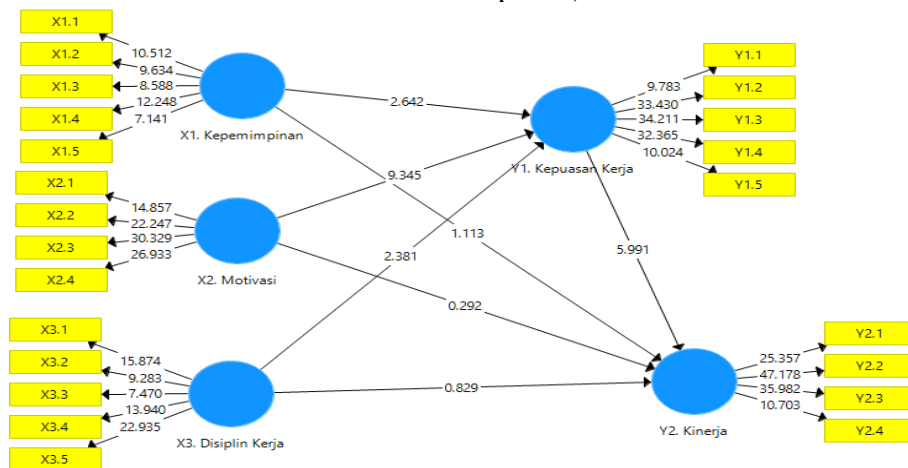 X1.1
X1.2
X1.3
X1.4
X1.5
10.512
9.634
8.588
12.248
7.141
X1. Kepemimpinan
X2.1
X2.2
X2.3
X2.4
14.857
22.247
30.329
26.933
X2. Motivasi
X3.1
X3.2
X3.3
X3.4
X3.5
15.874
9.283
7.470
13.940
22.935
X3. Disiplin Kerja
2.642
9.345
2.381
1.113
0.292
0.829
5.991
Y1. Kepuasan Kerja
9.783
33.430
34.211
32.365
10.024
Y1.1
Y1.2
Y1.3
Y1.4
Y1.5
Y2. Kinerja
25.357
47.178
35.982
10.703
Y2.1
Y2.2
Y2.3
Y2.4